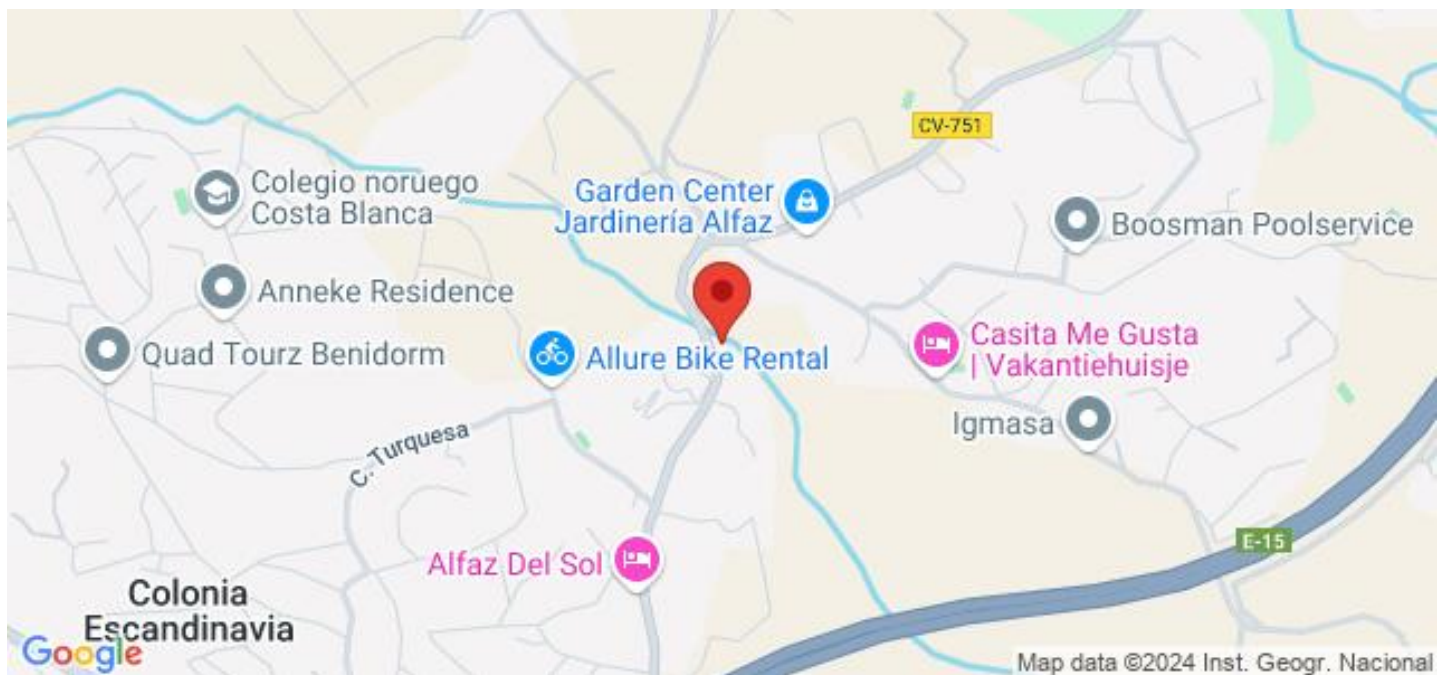 CV-751
Colegio noruego
Costa Blanca
Garden Center
Jardinería Alfaz
Boosman Poolservice
Anneke Residence
Quad Tourz Benidorm
Allure Bike Rental
Casita Me Gusta
| Vakantiehuisje
Igmasa
C. Turquesa
E-15
Alfaz Del Sol
Colonia
Escandinavia
Google
Map data ©2024 Inst. Geogr. Nacional